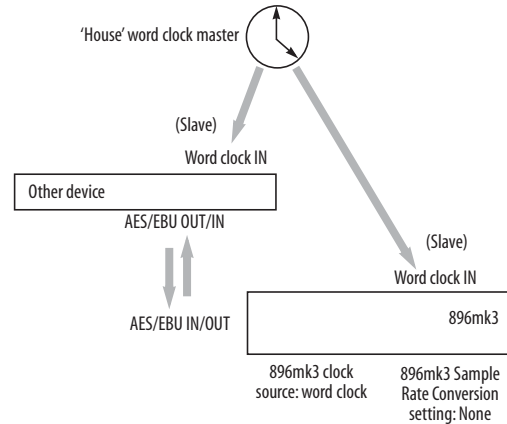 'House' word clock master
(Slave)
Word clock IN
Other device
AES/EBU OUT/IN
(Slave)
Word clock IN
AES/EBU IN/OUT
896mk3
896mk3 clock
source: word clock
896mk3 Sample
Rate Conversion
setting: None